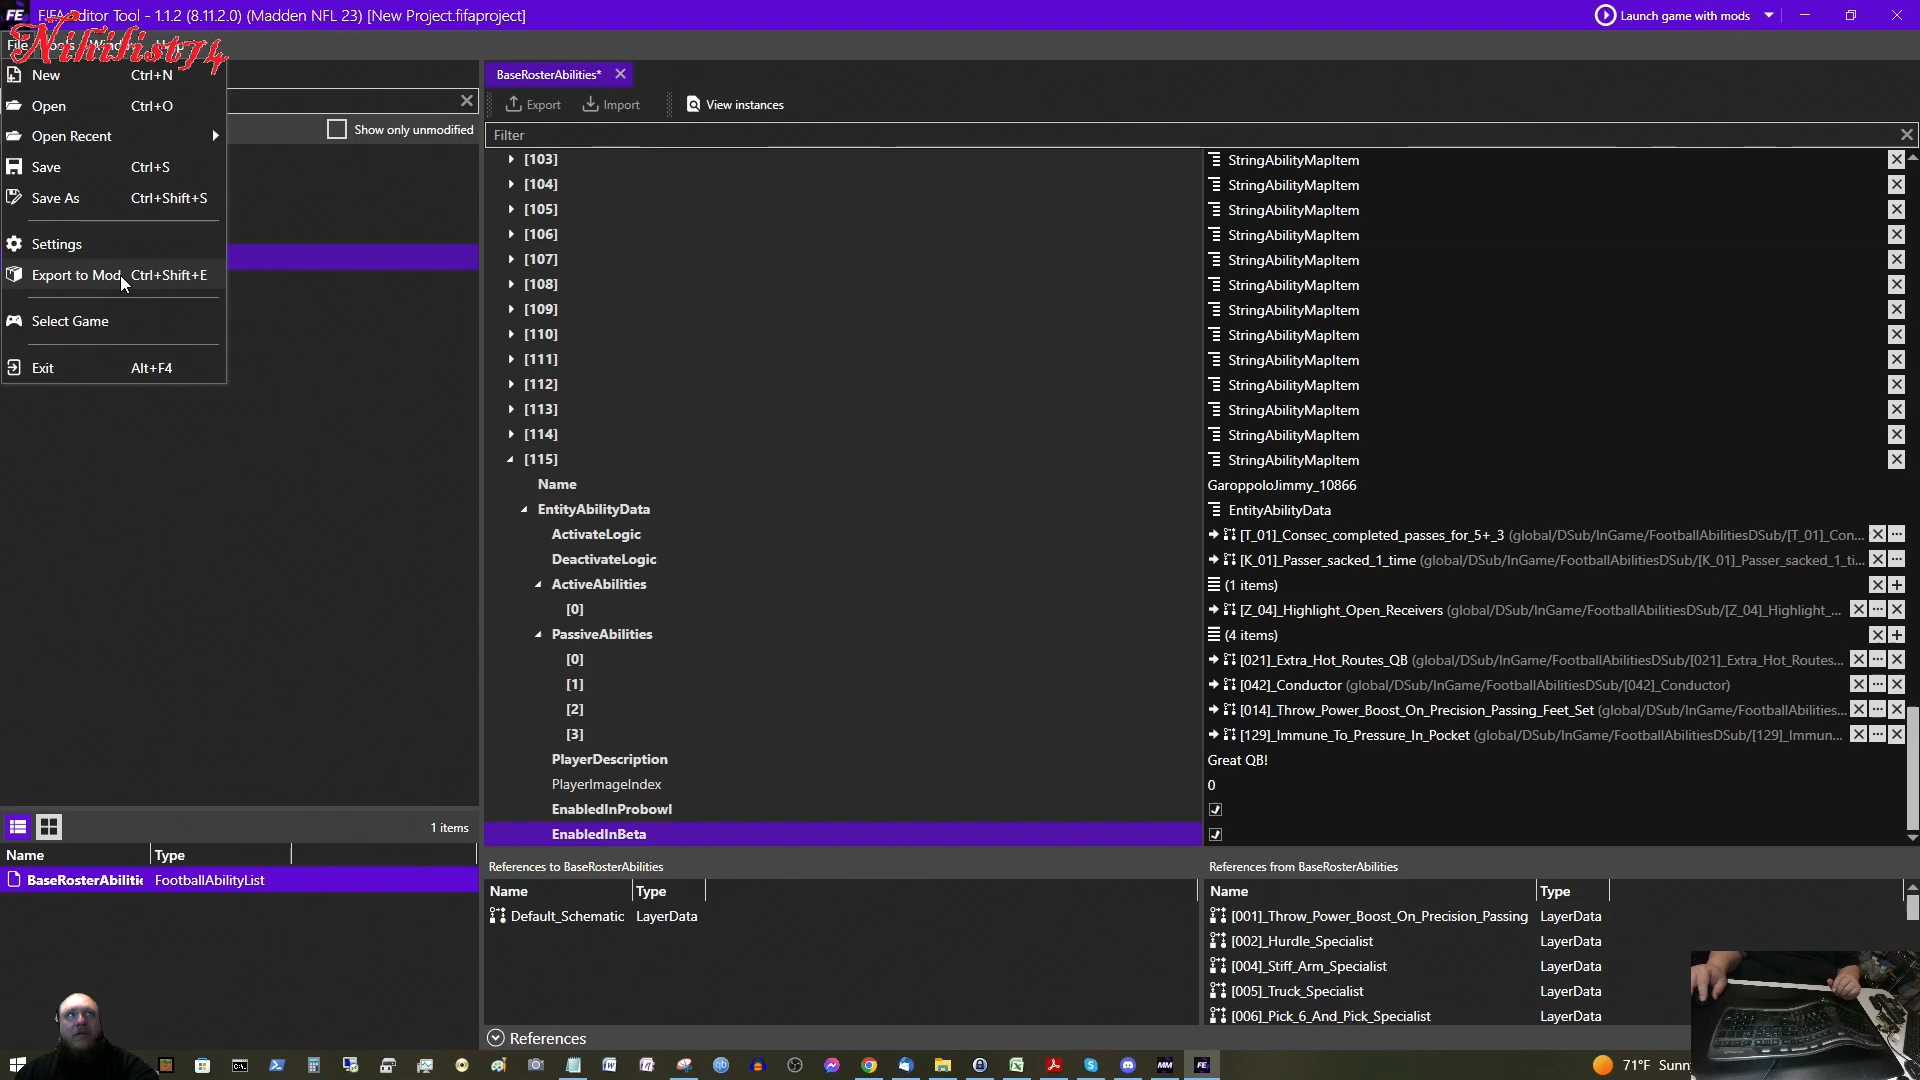 FE FIFA Editor Tool - 1.1.2 (8.11.2.0) (Madden NFL 23) [New Project.fifaproject]
Launch game with mods
Nihilist74
File Tools Window Help
New Ctrl+N
Open Ctrl+O
Open Recent
Save Ctrl+S
Save As Ctrl+Shift+S
Settings
Export to Mod Ctrl+Shift+E
Select Game
Exit Alt+F4
Show only unmodified
BaseRosterAbilities*
Export Import View instances
Filter
[103] StringAbilityMapItem
[104] StringAbilityMapItem
[105] StringAbilityMapItem
[106] StringAbilityMapItem
[107] StringAbilityMapItem
[108] StringAbilityMapItem
[109] StringAbilityMapItem
[110] StringAbilityMapItem
[111] StringAbilityMapItem
[112] StringAbilityMapItem
[113] StringAbilityMapItem
[114] StringAbilityMapItem
[115] StringAbilityMapItem
Name GaroppoloJimmy_10866
EntityAbilityData EntityAbilityData
ActivateLogic [T_01]_Consec_completed_passes_for_5+_3 (global/DSub/InGame/FootballAbilitiesDSub/[T_01]_Con...
DeactivateLogic [K_01]_Passer_sacked_1_time (global/DSub/InGame/FootballAbilitiesDSub/[K_01]_Passer_sacked_1_ti...
ActiveAbilities (1 items)
[0] [Z_04]_Highlight_Open_Receivers (global/DSub/InGame/FootballAbilitiesDSub/[Z_04]_Highlight_...
PassiveAbilities (4 items)
[0] [021]_Extra_Hot_Routes_QB (global/DSub/InGame/FootballAbilitiesDSub/[021]_Extra_Hot_Routes...
[1] [042]_Conductor (global/DSub/InGame/FootballAbilitiesDSub/[042]_Conductor)
[2] [014]_Throw_Power_Boost_On_Precision_Passing_Feet_Set (global/DSub/InGame/FootballAbilities...
[3] [129]_Immune_To_Pressure_In_Pocket (global/DSub/InGame/FootballAbilitiesDSub/[129]_Immun...
PlayerDescription Great QB!
PlayerImageIndex 0
EnabledInProbowl
EnabledInBeta
1 items
Name Type
BaseRosterAbilitie FootballAbilityList
References to BaseRosterAbilities
Name Type
Default_Schematic LayerData
References from BaseRosterAbilities
Name Type
[001]_Throw_Power_Boost_On_Precision_Passing LayerData
[002]_Hurdle_Specialist LayerData
[004]_Stiff_Arm_Specialist LayerData
[005]_Truck_Specialist LayerData
[006]_Pick_6_And_Pick_Specialist LayerData
References
71°F Sunn